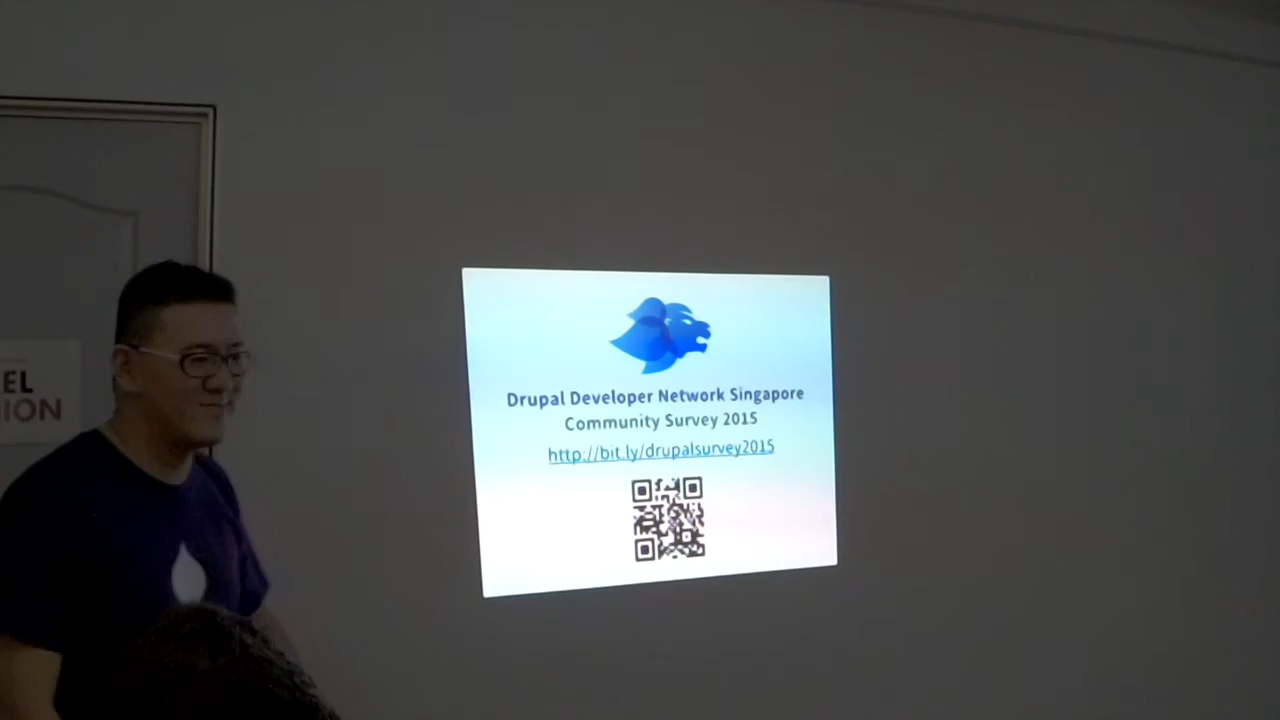 EL
ION
Drupal Developer Network Singapore
Community Survey 2015
http://bit.ly/drupalsurvey2015